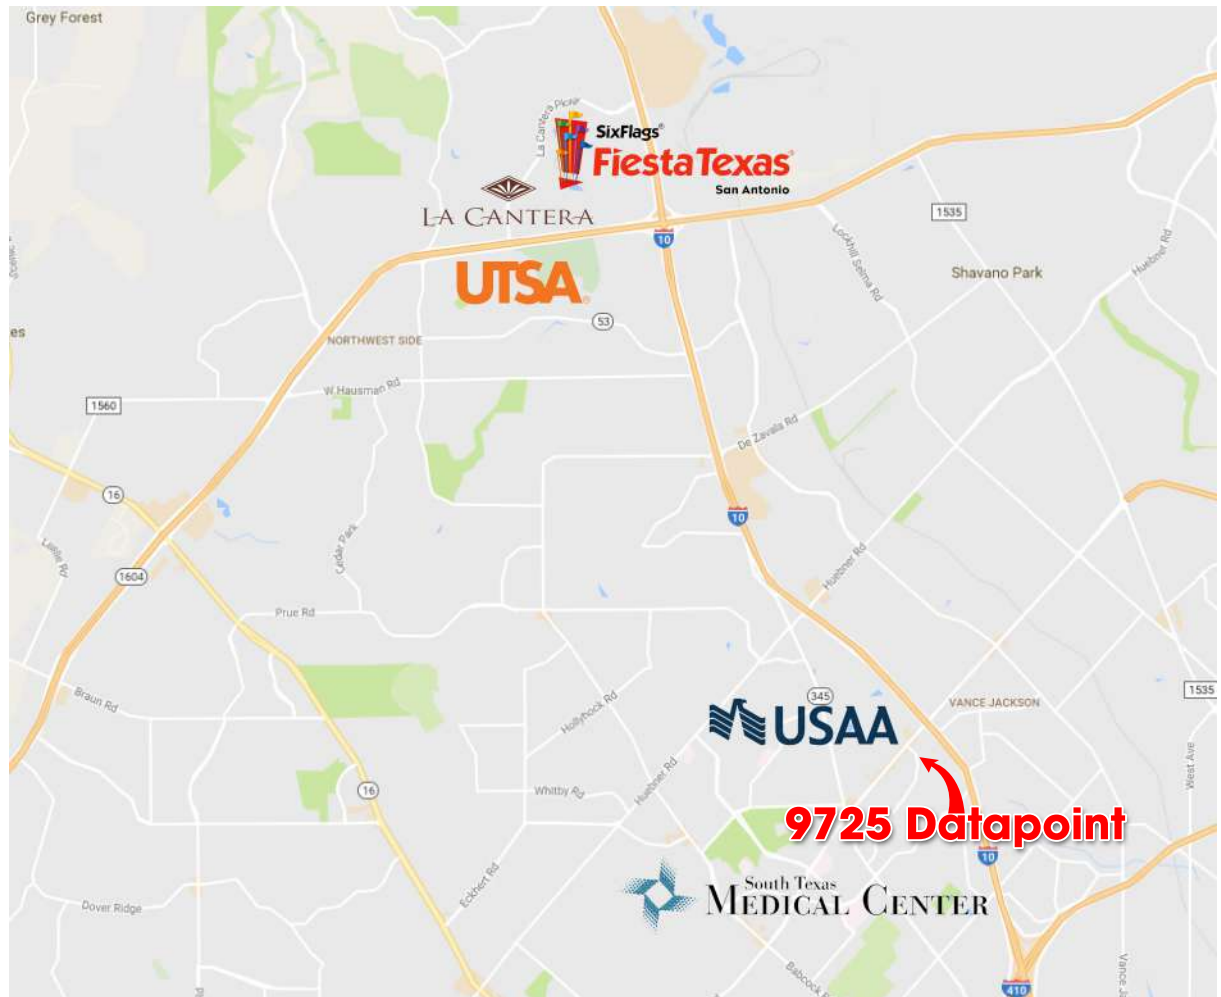 Grey Forest
La Cantera Pkwy
SixFlags®
Fiesta Texas
San Antonio
LA CANTERA
1535
10
Lockhill Selma Rd
Huebner Rd
Shavano Park
UTSA®
53
es
NORTHWEST SIDE
W Hausman Rd
1560
De Zavala Rd
16
10
Leslie Rd
Cedar Park
Huebner Rd
1604
Prue Rd
Braun Rd
Hollyhock Rd
345
1535
VANCE JACKSON
USAA
West Ave
Huebner Rd
16
Whitby Rd
9725 Datapoint
10
Eckhert Rd
South Texas
MEDICAL CENTER
Dover Ridge
Babcock R
Vance J
410